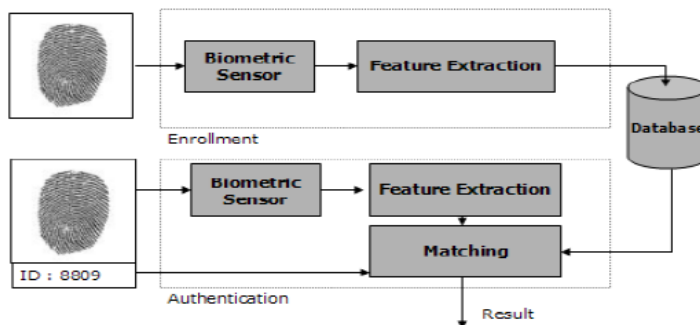 Biometric
Sensor
Feature Extraction
Database
Enrollment
Biometric
Sensor
Feature Extraction
Matching
ID : 8809
Authentication
Result